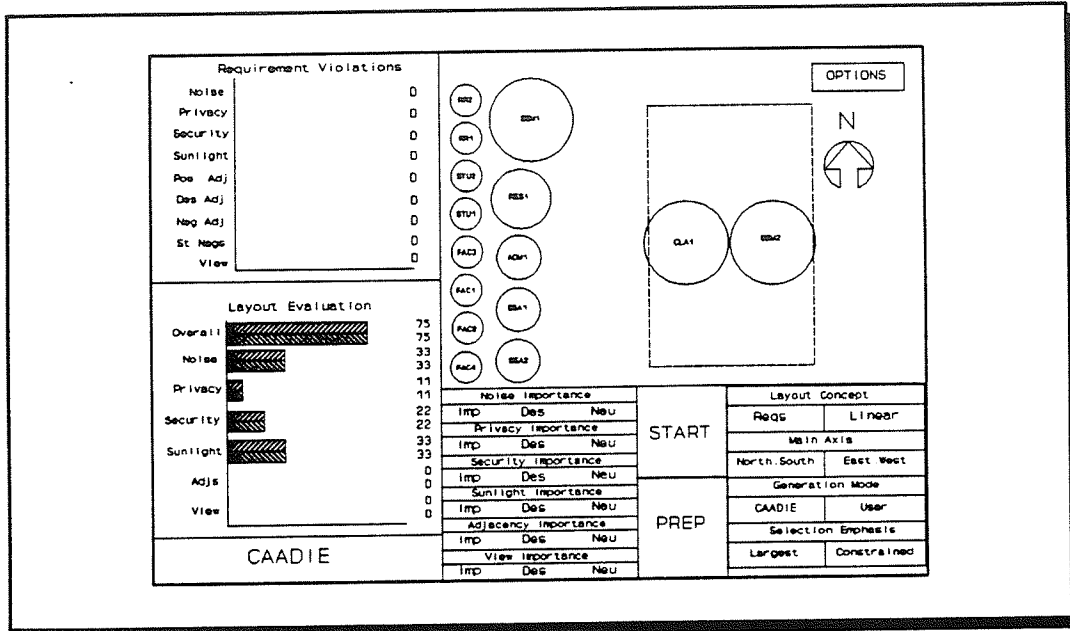 Requirement Violations
Noise 0
Privacy 0
Security 0
Sunlight 0
Pos Adj 0
Des Adj 0
Neg Adj 0
St Negs 0
View 0
Layout Evaluation
Overall 75
75
Noise 33
33
Privacy 11
11
Security 22
22
Sunlight 33
33
Adjs 0
0
View 0
0
CAADIE
OPTIONS
N
STU2
STU1
FAC3
FAC1
FAC4
RES1
CLA1
Noise Importance
Imp Des Neu
Privacy Importance
Imp Des Neu
Security Importance
Imp Des Neu
Sunlight Importance
Imp Des Neu
Adjacency Importance
Imp Des Neu
View Importance
Imp Des Neu
START
PREP
Layout Concept
Reqs Linear
Main Axis
North.South East.West
Generation Mode
CAADIE User
Selection Emphasis
Largest Constrained